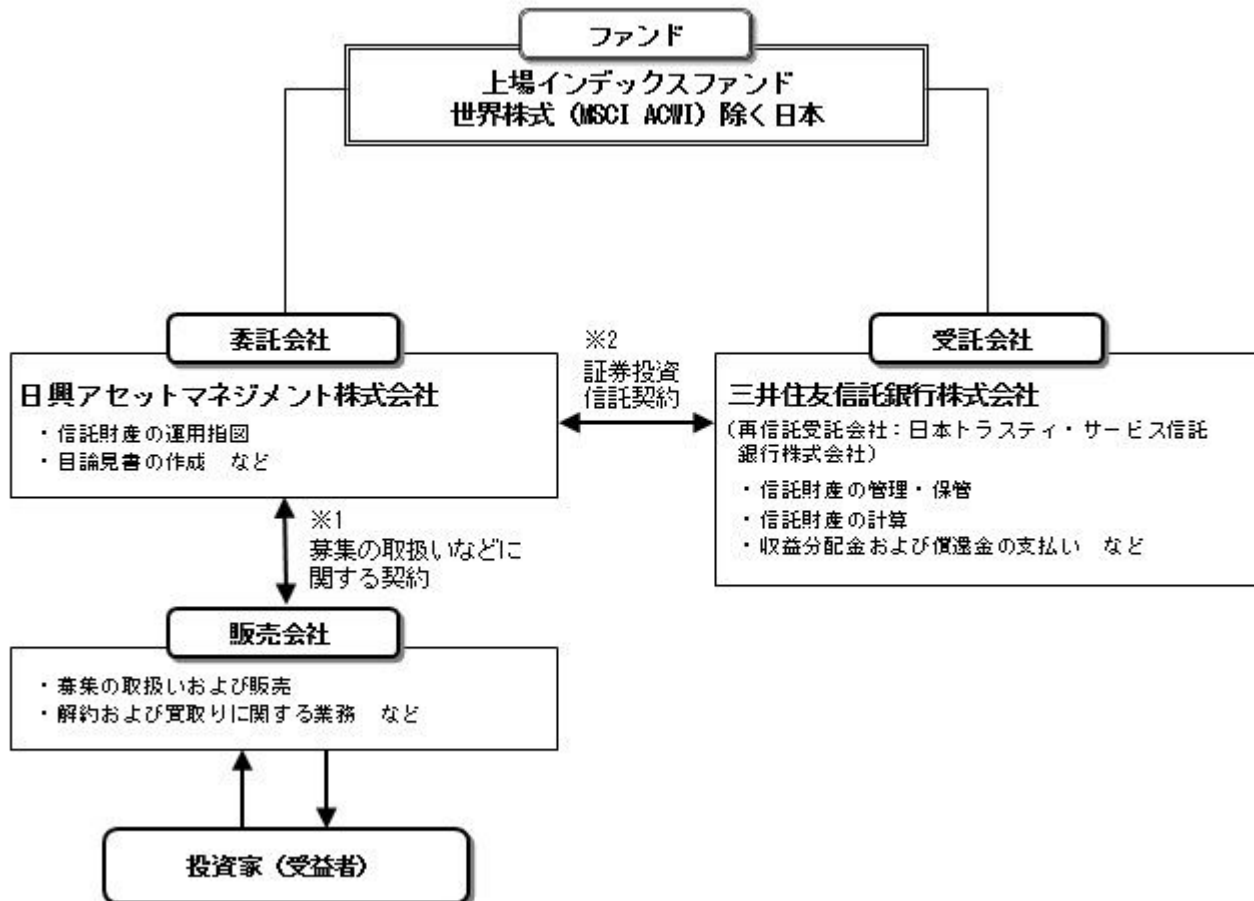 ファンド
上場インデックスファンド
世界株式（MSCI ACWI）除く日本
委託会社
日興アセットマネジメント株式会社
・信託財産の運用指図
・目論見書の作成　など
※2
証券投資
信託契約
受託会社
三井住友信託銀行株式会社
（再信託受託会社：日本トラスティ・サービス信託
銀行株式会社）
・信託財産の管理・保管
・信託財産の計算
・収益分配金および償還金の支払い　など
※1
募集の取扱いなどに
関する契約
販売会社
・募集の取扱いおよび販売
・解約および買取りに関する業務　など
投資家（受益者）